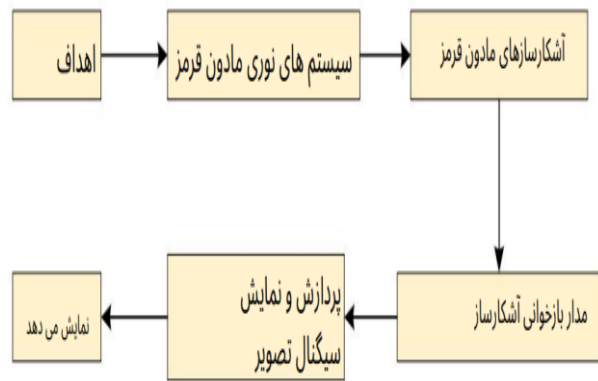 اهداف
سیستم های نوری مادون قرمز
آشکارسازهای مادون قرمز
مدار بازخوانی آشکارساز
پردازش و نمایش
سیگنال تصویر
نمایش می دهد